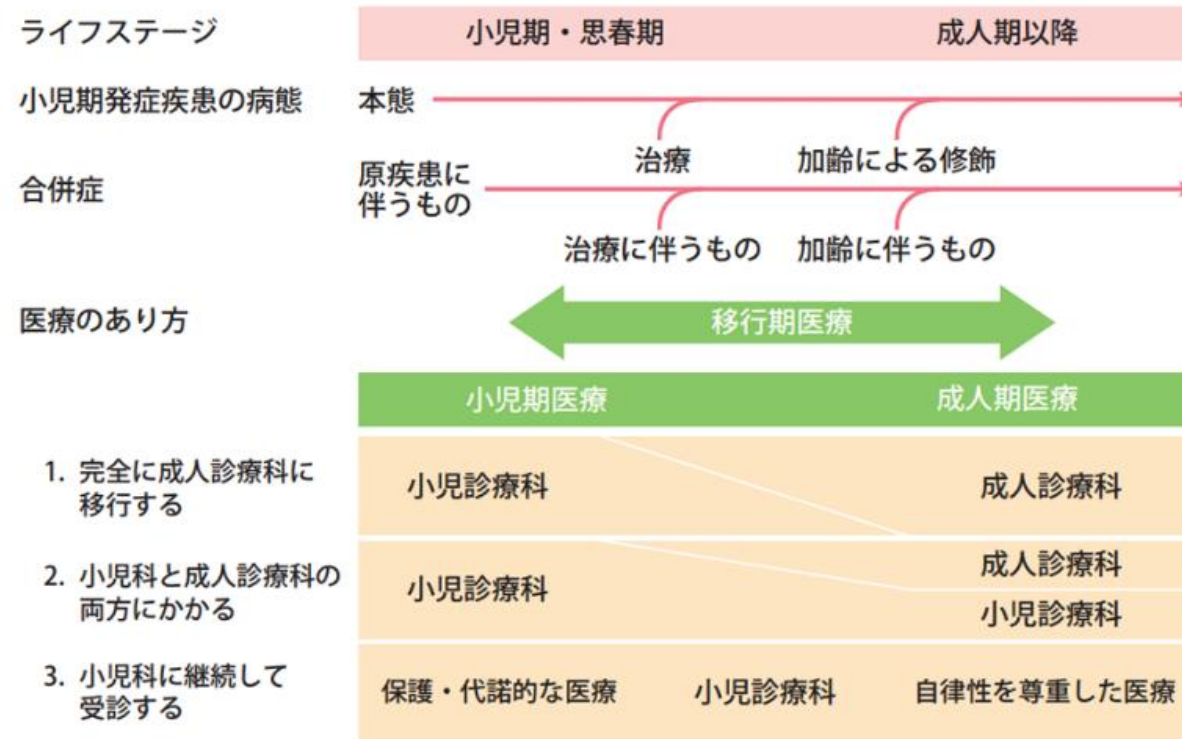 ライフステージ 小児期・思春期 成人期以降
小児期発症疾患の病態 本態
治療 加齢による修飾
合併症 原疾患に
伴うもの
治療に伴うもの 加齢に伴うもの
医療のあり方 移行期医療
小児期医療 成人期医療
1. 完全に成人診療科に
移行する
小児診療科 成人診療科
2. 小児科と成人診療科の
両方にかかる
小児診療科 成人診療科
小児診療科
3. 小児科に継続して
受診する
保護・代諾的な医療 小児診療科 自律性を尊重した医療